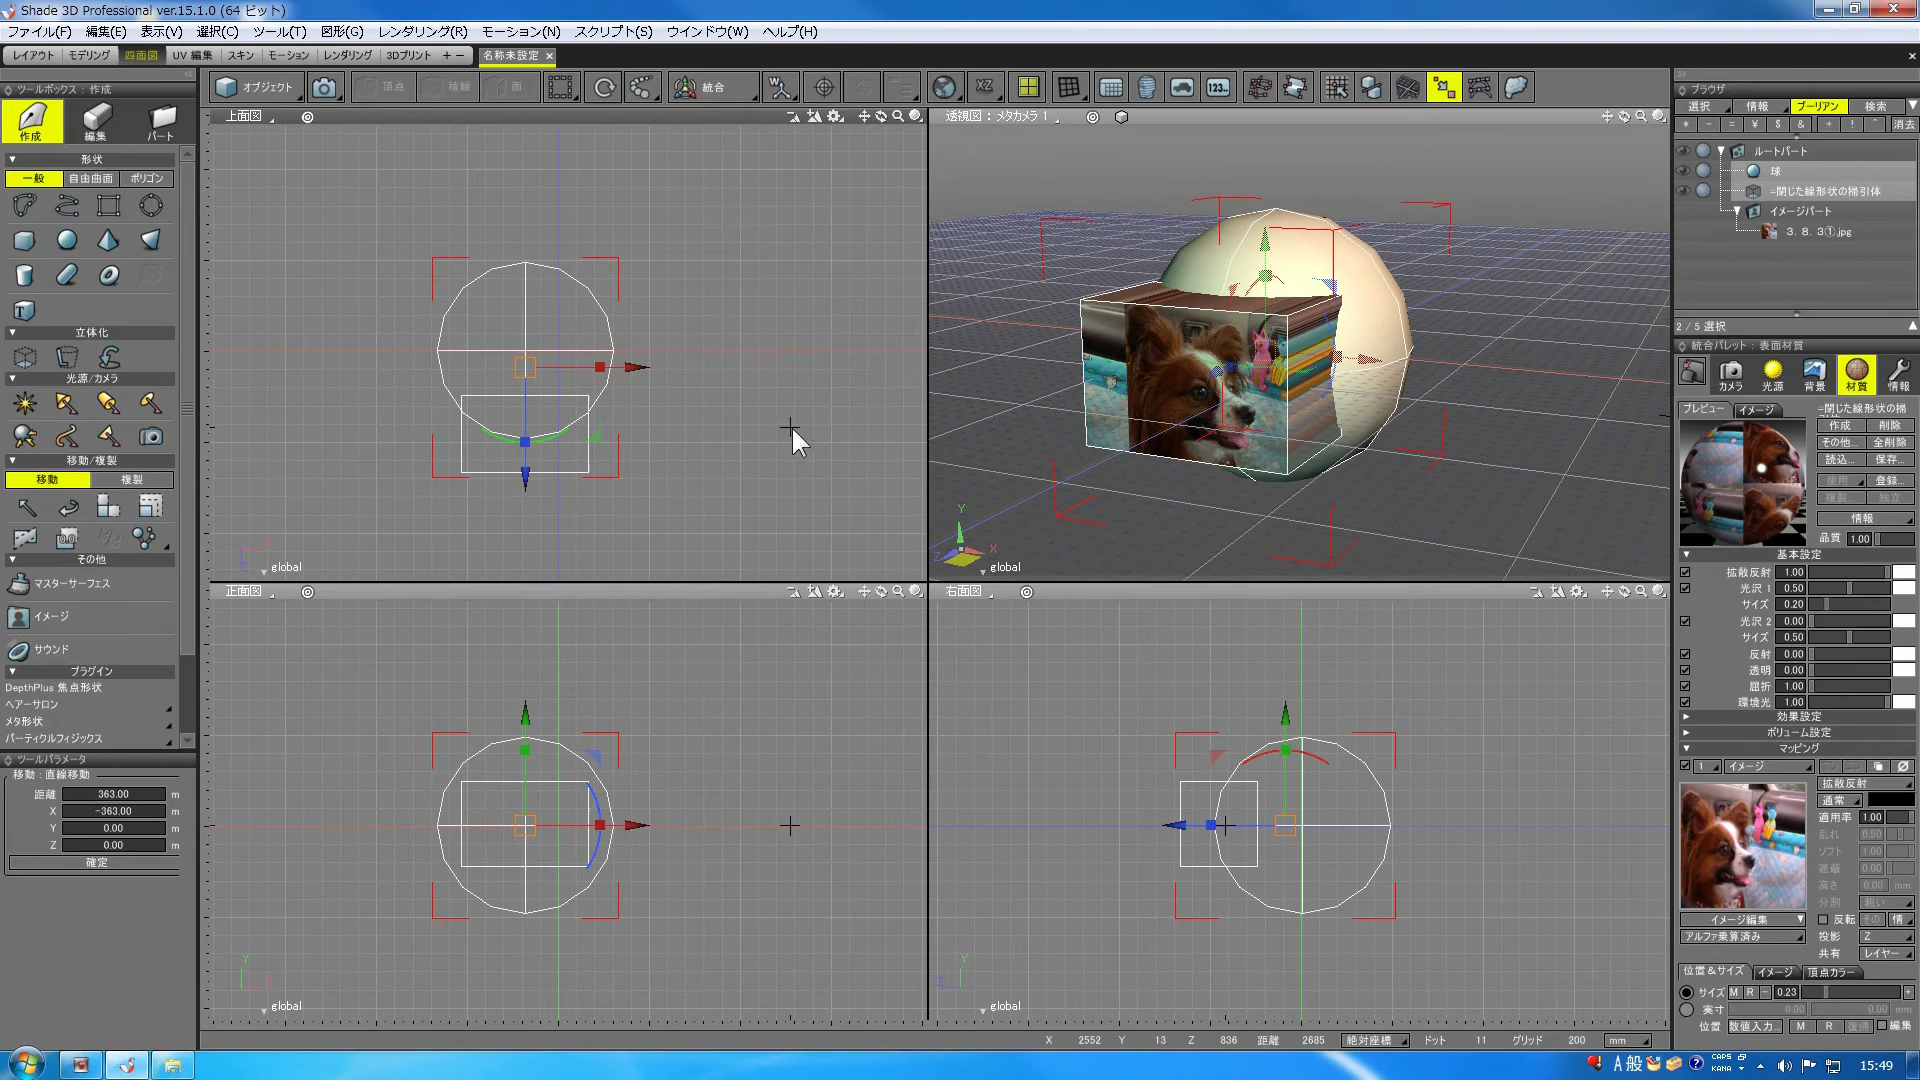 Shade 3D Professional ver.15.1.0 (64 ビット)
ファイル(F) 編集(E) 表示(V) 選択(C) ツール(T) 図形(G) レンダリング(R) モーション(N) スクリプト(S) ウインドウ(W) ヘルプ(H)
レイアウト モデリング 四面図 UV 編集 スキン モーション レンダリング 3Dプリント + ー 名称未設定
ツールボックス : 作成
オブジェクト 頂点 稜線 面 統合 XZ 123...
作成 編集 パート
形状
一般 自由曲面 ポリゴン
立体化
光源/カメラ
移動/複製
移動 複製
その他
マスターサーフェス
イメージ
サウンド
プラグイン
DepthPlus 焦点形状
ヘアーサロン
メタ形状
パーティクルフィジックス
ツールパラメータ
移動 : 直線移動
距離 363.00 m
X -363.00 m
Y 0.00 m
Z 0.00 m
確定
上面図
global
透視図 : メタカメラ 1
Y X Z
global
正面図
Y
global
右面図
Y
global
X 2552 Y 13 Z 836 距離 2685 絶対座標 ドット 11 グリッド 200 mm
ブラウザ
選択 情報 ブーリアン 検索
* - = ¥ $ & + ! ^ 消去
ルートパート
球
=閉じた線形状の掃引体
イメージパート
3. 8. 3①.jpg
2 / 5 選択
統合パレット : 表面材質
カメラ 光源 背景 材質 情報
プレビュー イメージ =閉じた線形状の掃
作成 削除
その他... 全削除
読込... 保存...
使用 登録...
複製 独立
情報
品質 1.00
基本設定
拡散反射 1.00
光沢 1 0.50
サイズ 0.20
光沢 2 0.00
サイズ 0.50
反射 0.00
透明 0.00
屈折 1.00
環境光 1.00
効果設定
ボリューム設定
マッピング
1 イメージ
拡散反射
通常
適用率 1.00
乱れ 0.50
ソフト 1.00
遮蔽 0.00
高さ 0.00 mm
分割 粗い
イメージ編集 反転 その 情
アルファ乗算済み 投影 Z
共有 レイヤー
位置&サイズ イメージ 頂点カラー
サイズ M R - 0.23 +
実寸 0.00 0.00 mm
位置 数値入力... M R 復帰 編集
A 般 CAPS KANA 15:49